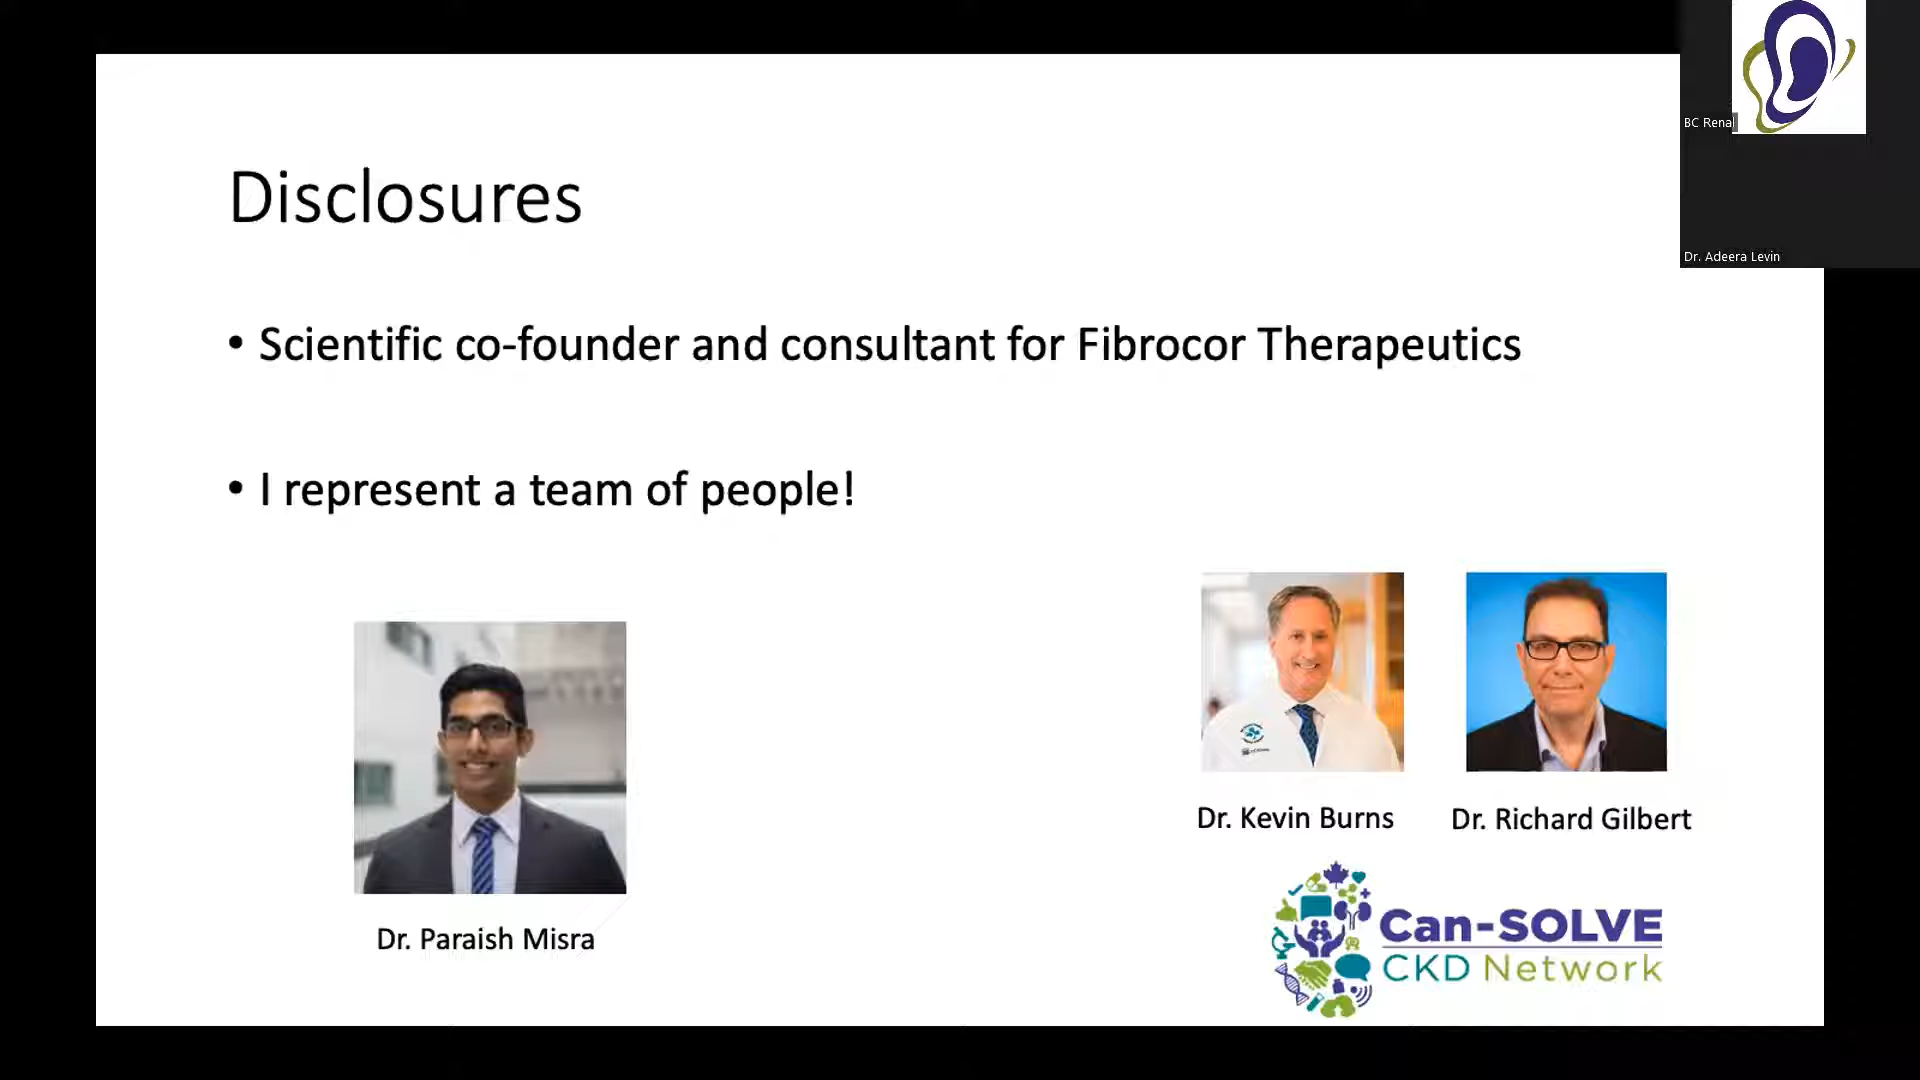 BC Renal
Dr. Adeera Levin
Disclosures
• Scientific co-founder and consultant for Fibrocor Therapeutics
• I represent a team of people!
Dr. Paraish Misra
Dr. Kevin Burns
Dr. Richard Gilbert
Can-SOLVE
CKD Network